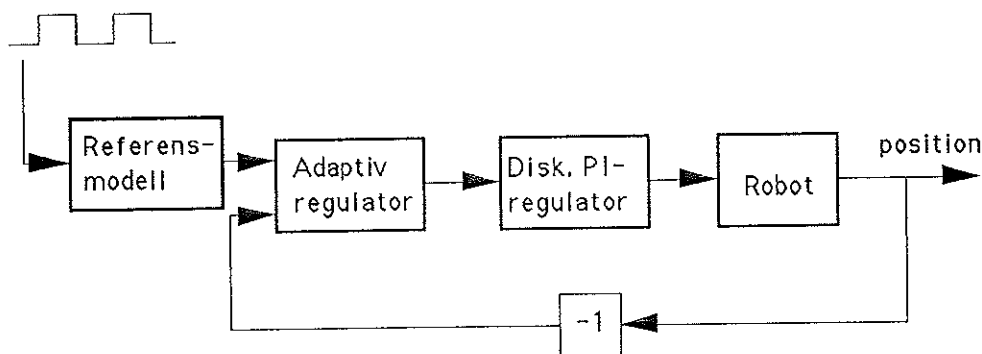 Referens-
modell
Adaptiv
regulator
Disk. PI-
regulator
Robot
position
-1